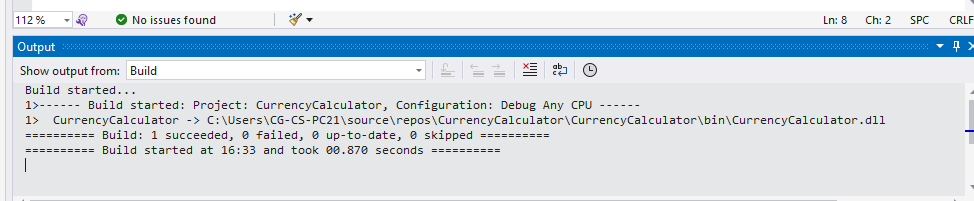 112 %
No issues found
Ln: 8 Ch: 2 SPC CRLF
Output
Show output from: Build
Build started...
1>------ Build started: Project: CurrencyCalculator, Configuration: Debug Any CPU ------
1>  CurrencyCalculator -> C:\Users\CG-CS-PC21\source\repos\CurrencyCalculator\CurrencyCalculator\bin\CurrencyCalculator.dll
========== Build: 1 succeeded, 0 failed, 0 up-to-date, 0 skipped ==========
========== Build started at 16:33 and took 00.870 seconds ==========